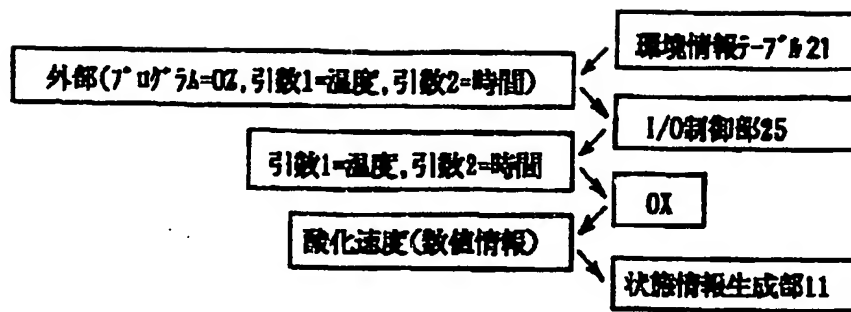 環境情報テーブル21
外部(プログラム=OX,引数1=温度,引数2=時間)
I/O制御部25
引数1=温度,引数2=時間
OX
酸化速度(数値情報)
状態情報生成部11